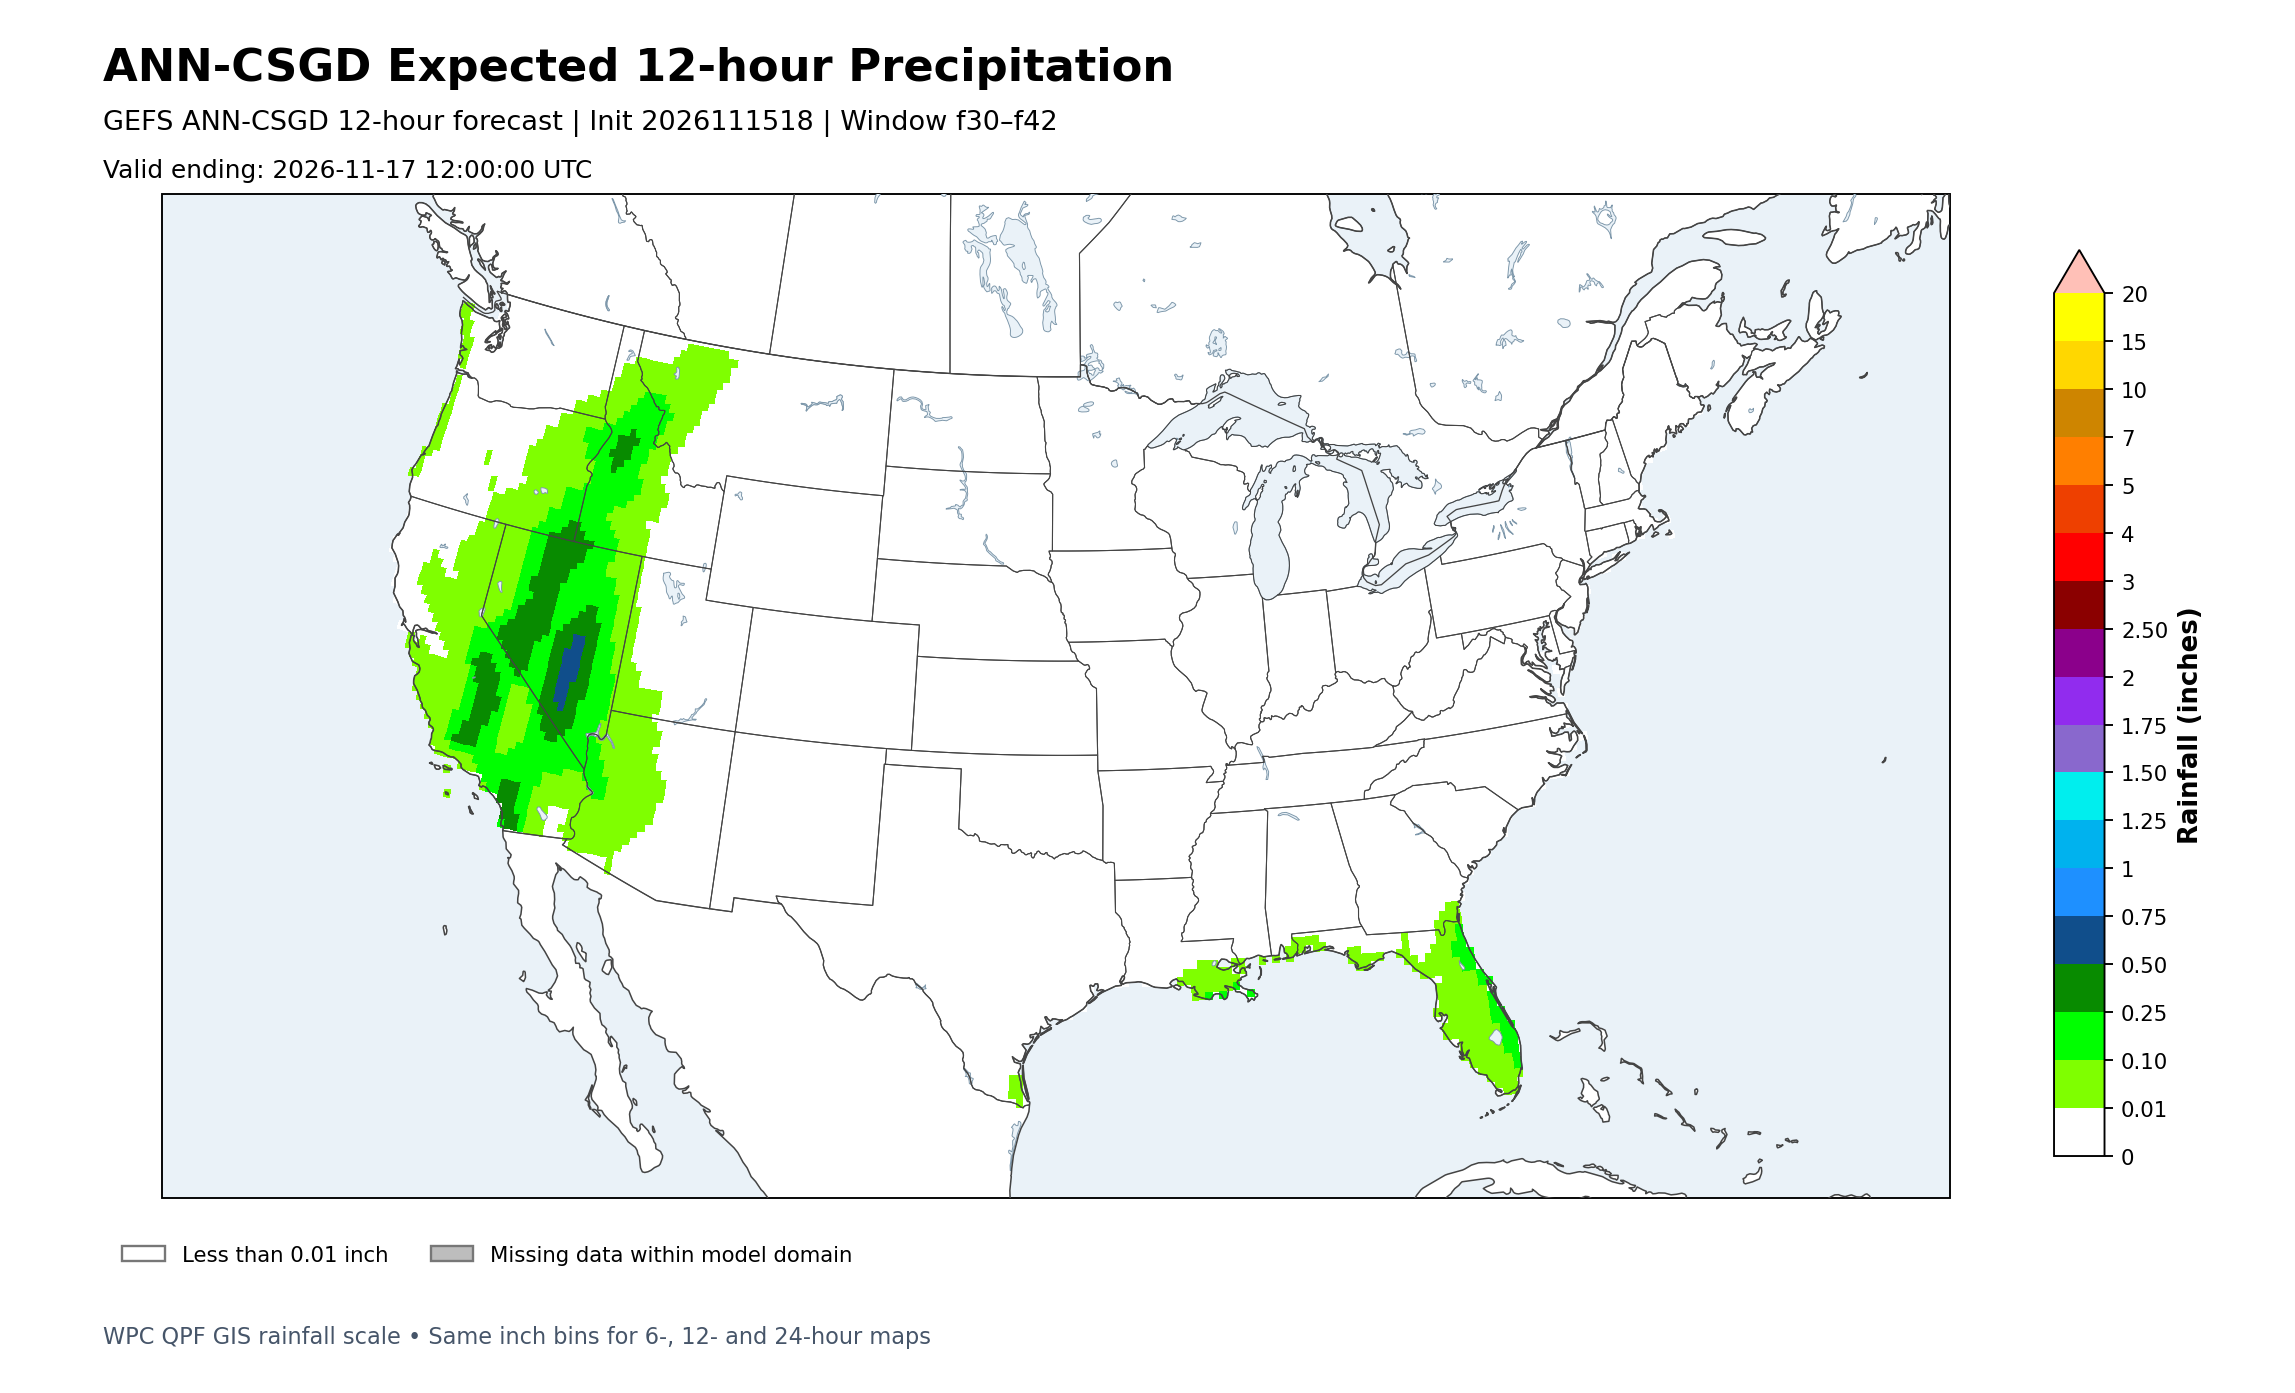 ANN-CSGD Expected 12-hour Precipitation
GEFS ANN-CSGD 12-hour forecast | Init 2026111518 | Window f30–f42
Valid ending: 2026-11-17 12:00:00 UTC
20
15
10
7
5
4
3
2.50
2
1.75
1.50
1.25
1
0.75
0.50
0.25
0.10
0.01
0
Rainfall (inches)
Less than 0.01 inch
Missing data within model domain
WPC QPF GIS rainfall scale • Same inch bins for 6-, 12- and 24-hour maps